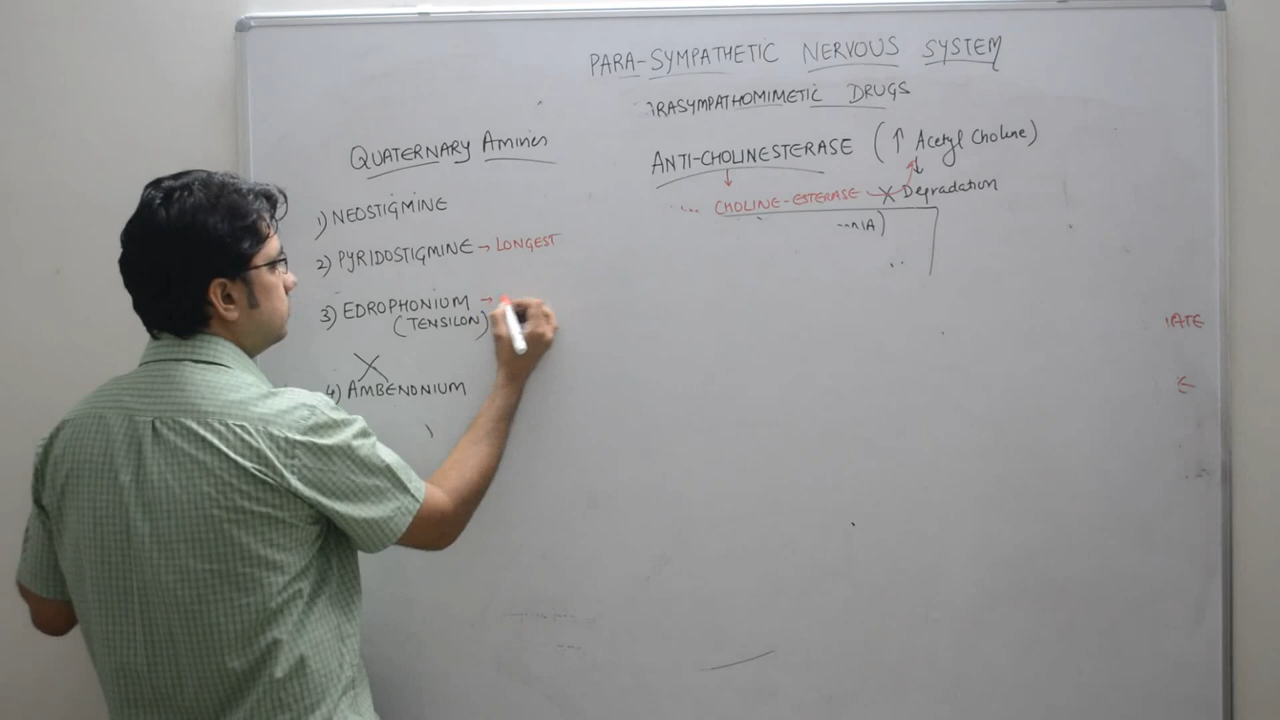 PARA-SYMPATHETIC NERVOUS SYSTEM
RASYMPATHOMIMETIC DRUGS
ANTI-CHOLINESTERASE (↑ Acetyl Choline)
CHOLINE-ESTERASE X Degradation
QUATERNARY Amines
1) NEOSTIGMINE
2) PYRIDOSTIGMINE → LONGEST
3) EDROPHONIUM →
(TENSILON)
X
4) AMBENONIUM
IATE
E